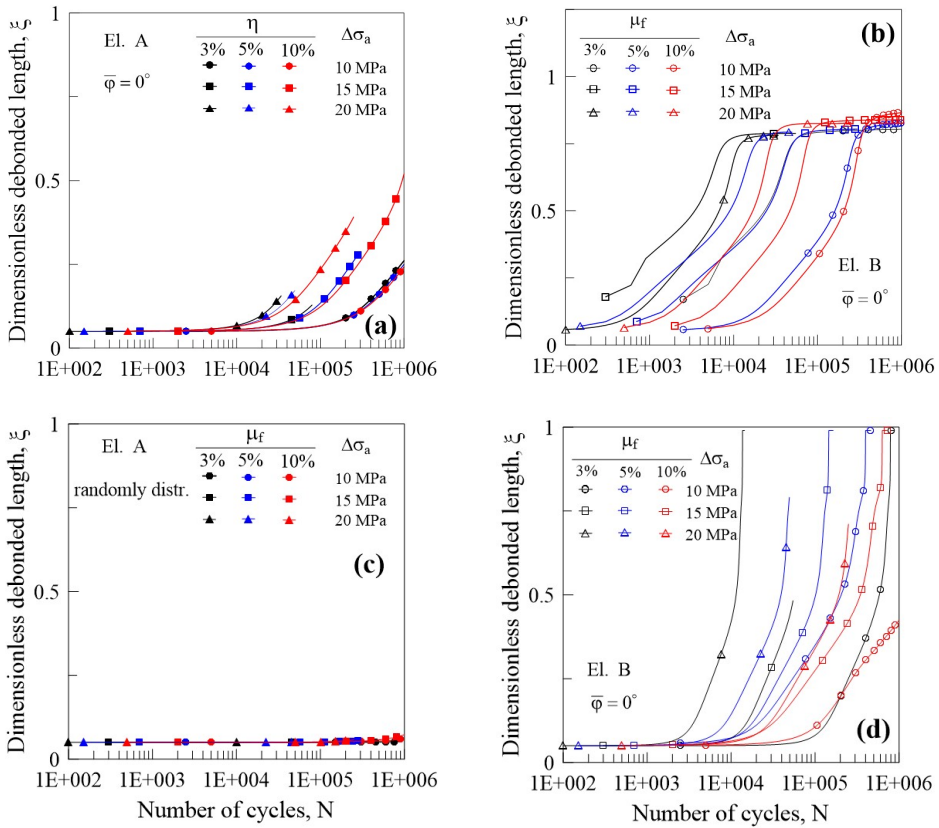 Dimensionless debonded length, ξ
1
0.5
0
El. A
φ̅ = 0°
η
Δσₐ
3% 5% 10%
10 MPa
15 MPa
20 MPa
(a)
1E+002 1E+003 1E+004 1E+005 1E+006
Dimensionless debonded length, ξ
1
0.5
0
(b)
μf
Δσₐ
3% 5% 10%
10 MPa
15 MPa
20 MPa
El. B
φ̅ = 0°
1E+002 1E+003 1E+004 1E+005 1E+006
Dimensionless debonded length, ξ
1
0.5
0
El. A
randomly distr.
μf
Δσₐ
3% 5% 10%
10 MPa
15 MPa
20 MPa
(c)
1E+002 1E+003 1E+004 1E+005 1E+006
Number of cycles, N
Dimensionless debonded length, ξ
1
0.5
0
μf
Δσₐ
3% 5% 10%
10 MPa
15 MPa
20 MPa
El. B
φ̅ = 0°
(d)
1E+002 1E+003 1E+004 1E+005 1E+006
Number of cycles, N